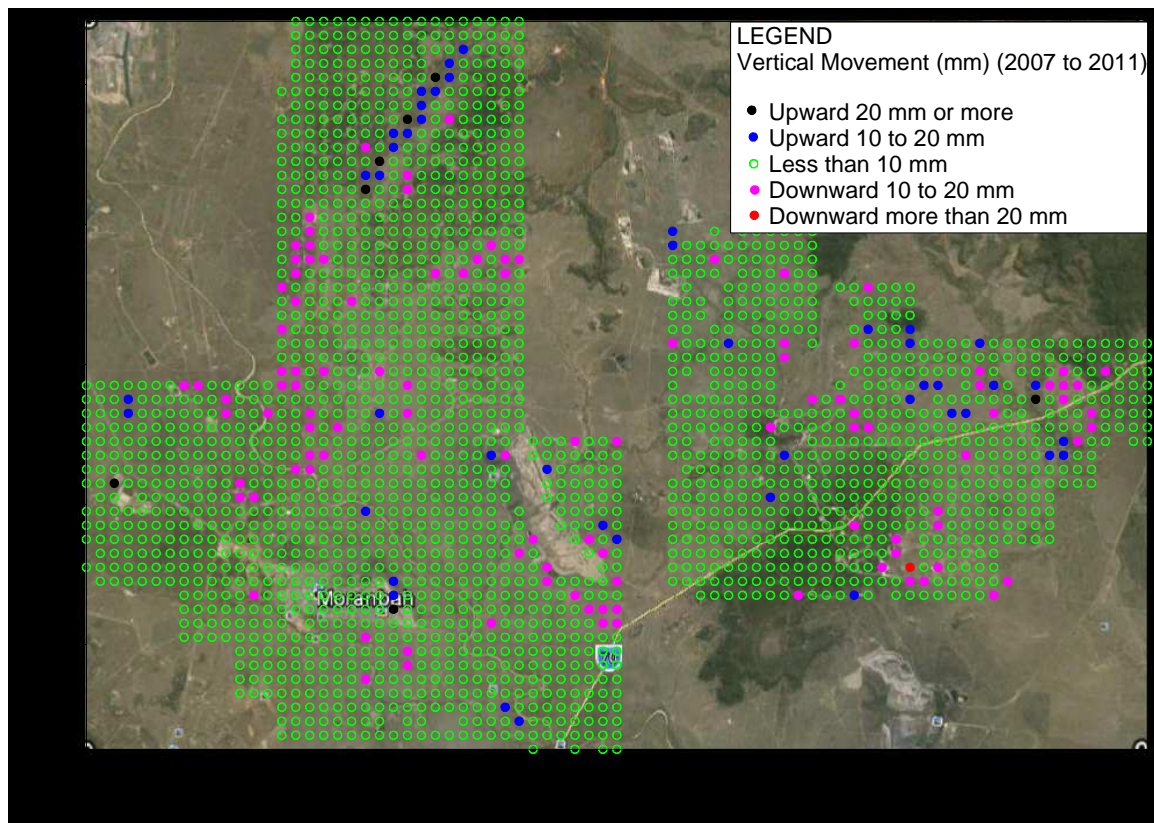 LEGEND
Vertical Movement (mm) (2007 to 2011)
Upward 20 mm or more
Upward 10 to 20 mm
Less than 10 mm
Downward 10 to 20 mm
Downward more than 20 mm
Moranbah
70